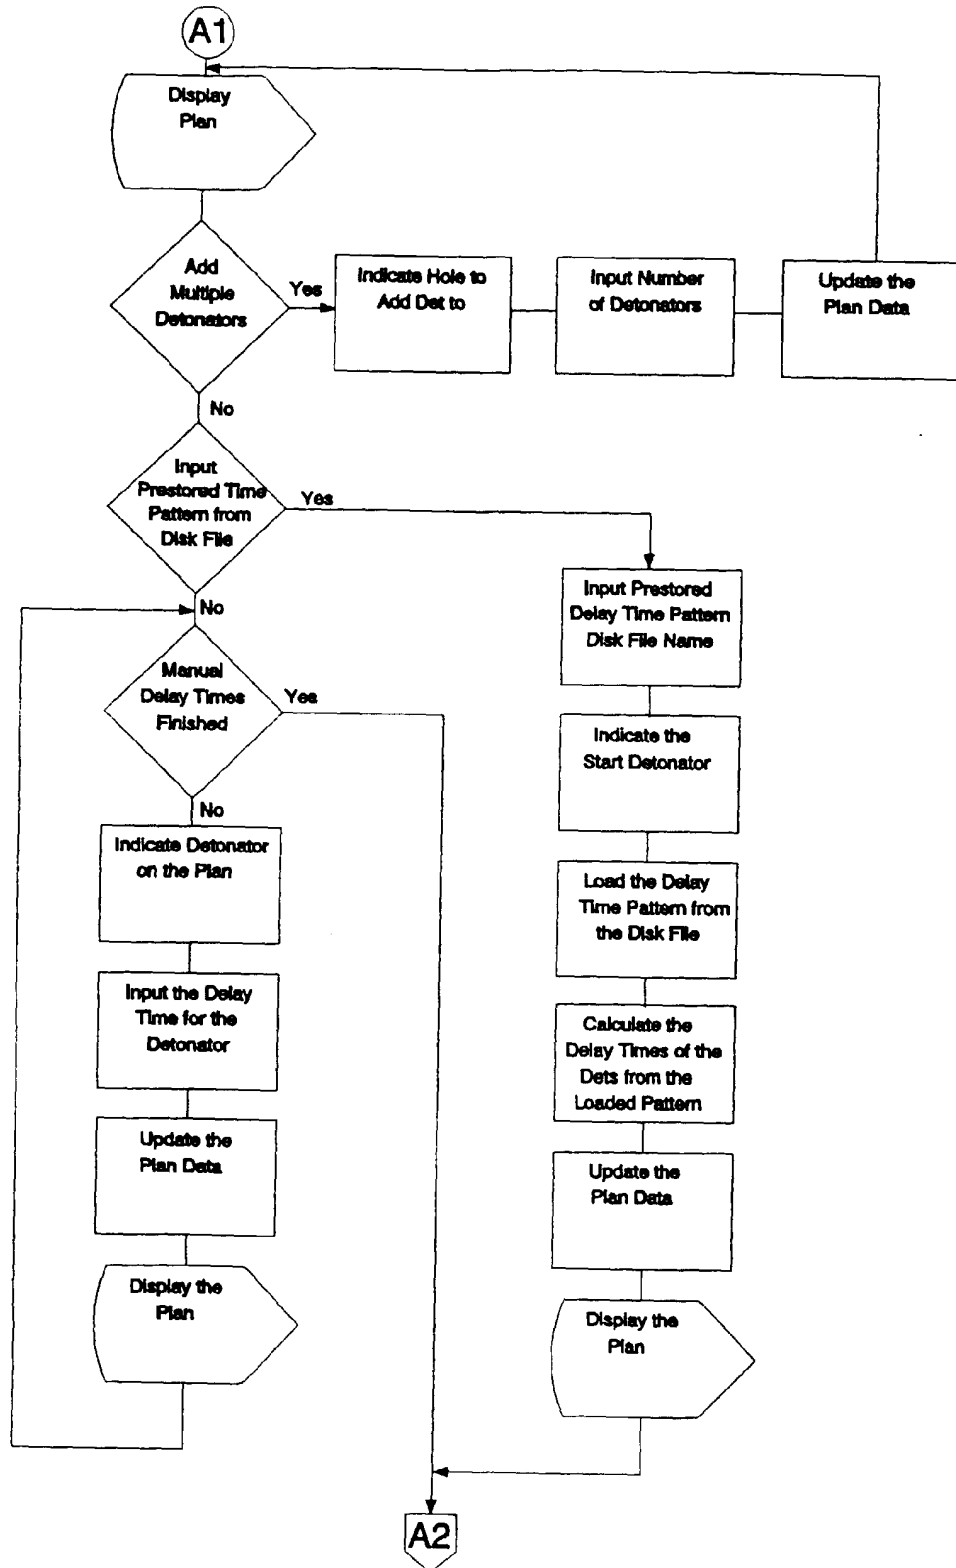 A1
Display
Plan
Add
Multiple
Detonators
Yes
Indicate Hole to
Add Det to
Input Number
of Detonators
Update the
Plan Data
No
Input
Prestored Time
Pattern from
Disk File
Yes
No
Input Prestored
Delay Time Pattern
Disk File Name
Manual
Delay Times
Finished
Yes
Indicate the
Start Detonator
No
Indicate Detonator
on the Plan
Load the Delay
Time Pattern from
the Disk File
Input the Delay
Time for the
Detonator
Calculate the
Delay Times of the
Dets from the
Loaded Pattern
Update the
Plan Data
Update the
Plan Data
Display the
Plan
Display the
Plan
A2